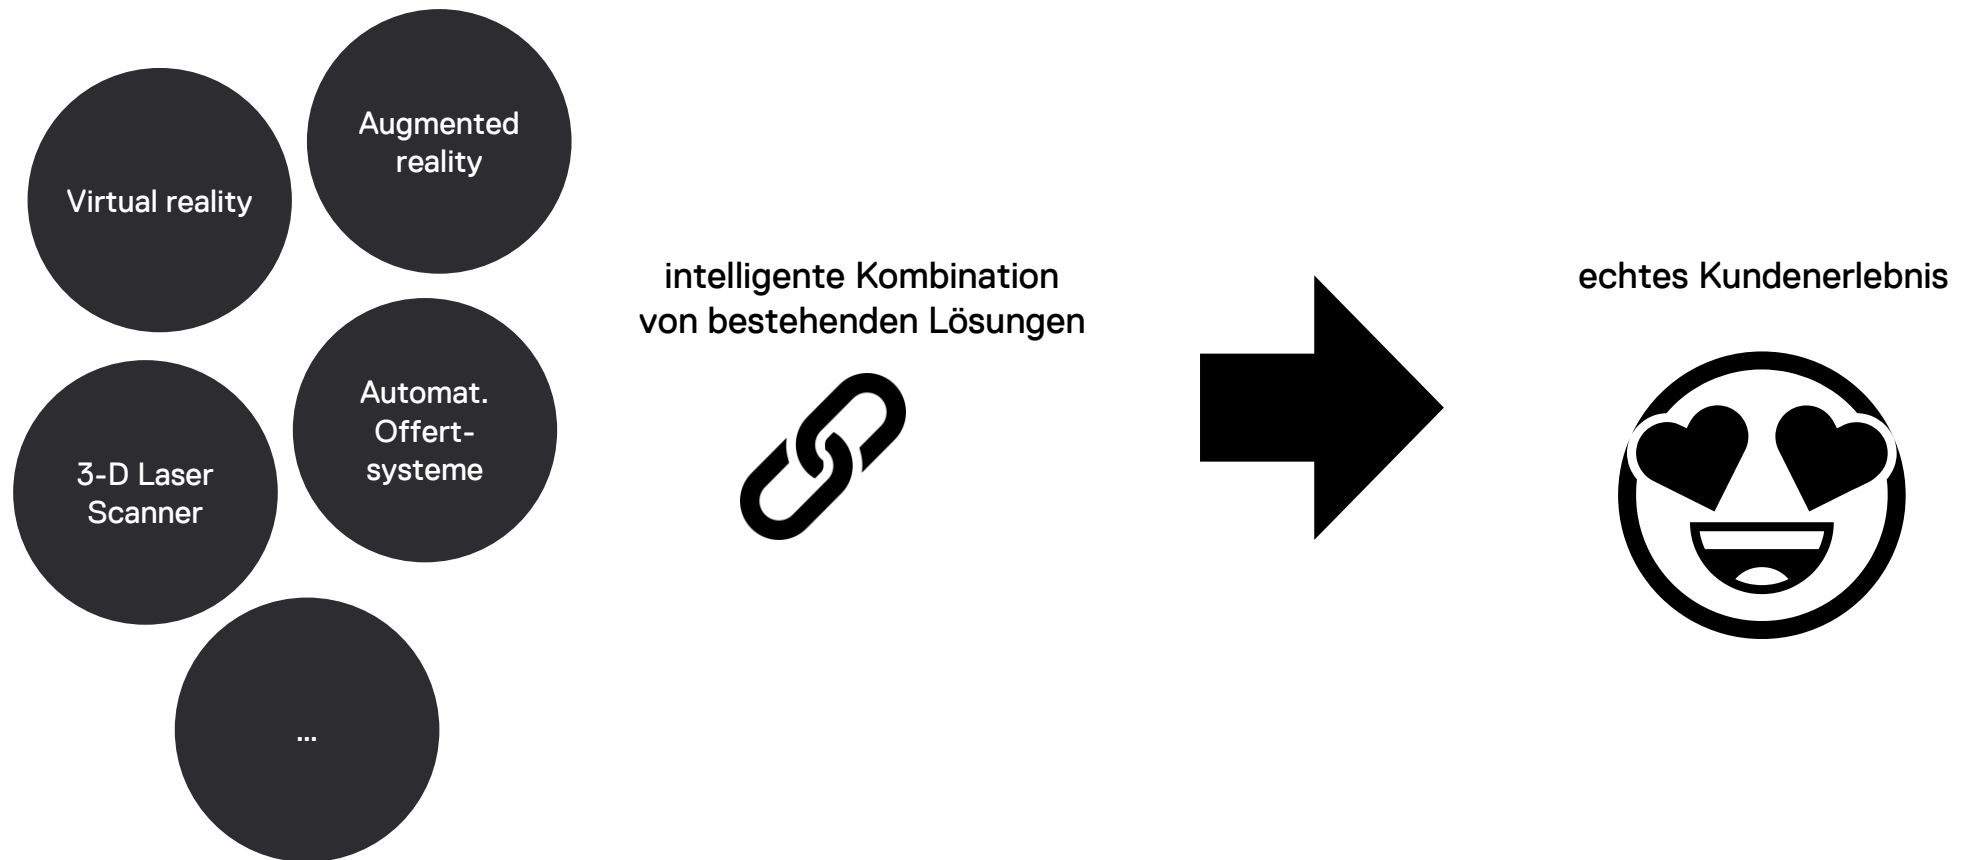 Virtual reality
Augmented
reality
3-D Laser
Scanner
Automat.
Offert-
systeme
...
intelligente Kombination
von bestehenden Lösungen
echtes Kundenerlebnis